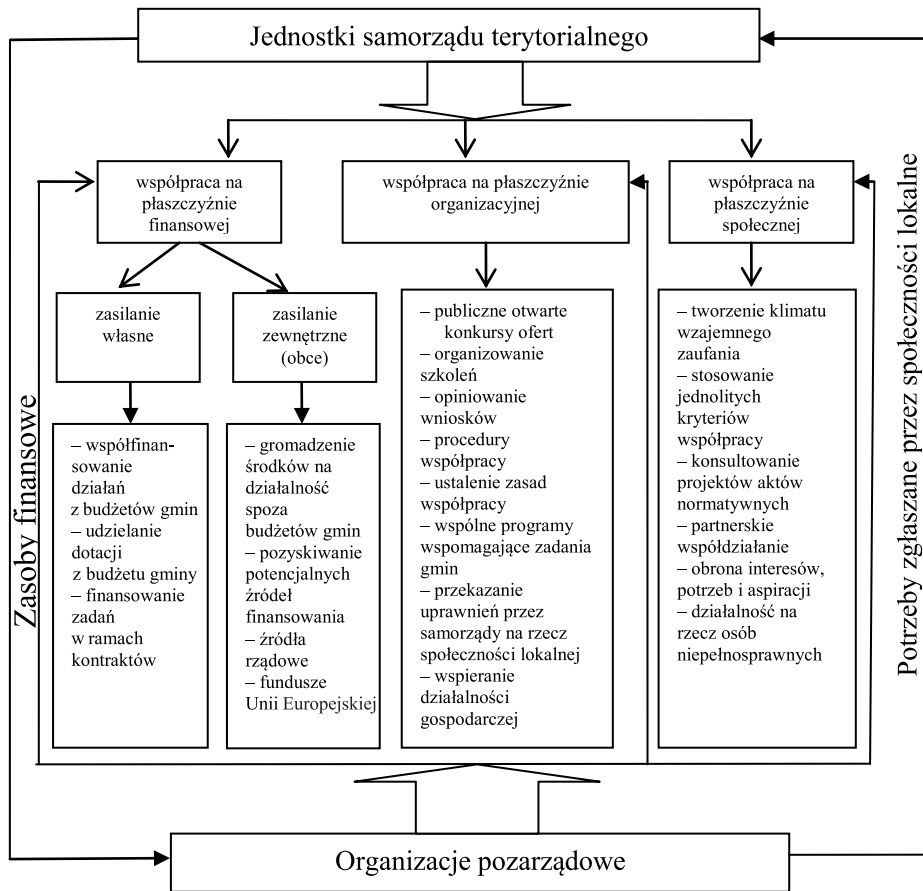 Jednostki samorządu terytorialnego
współpraca na
płaszczyźnie
finansowej
współpraca na płaszczyźnie
organizacyjnej
współpraca na
płaszczyźnie
społecznej
zasilanie
własne
zasilanie
zewnętrzne
(obce)
– współfinan-
sowanie
działań
z budżetów gmin
– udzielanie
dotacji
z budżetu gminy
– finansowanie
zadań
w ramach
kontraktów
– gromadzenie
środków na
działalność
spoza
budżetów gmin
– pozyskiwanie
potencjalnych
źródeł
finansowania
– źródła
rządowe
– fundusze
Unii Europejskiej
– publiczne otwarte
konkursy ofert
– organizowanie
szkoleń
– opiniowanie
wniosków
– procedury
współpracy
– ustalenie zasad
współpracy
– wspólne programy
wspomagające zadania
gmin
– przekazanie
uprawnień przez
samorządy na rzecz
społeczności lokalnej
– wspieranie
działalności
gospodarczej
– tworzenie klimatu
wzajemnego
zaufania
– stosowanie
jednolitych
kryteriów
współpracy
– konsultowanie
projektów aktów
normatywnych
– partnerskie
współdziałanie
– obrona interesów,
potrzeb i aspiracji
– działalność na
rzecz osób
niepełnosprawnych
Zasoby finansowe
Potrzeby zgłaszane przez społeczności lokalne
Organizacje pozarządowe